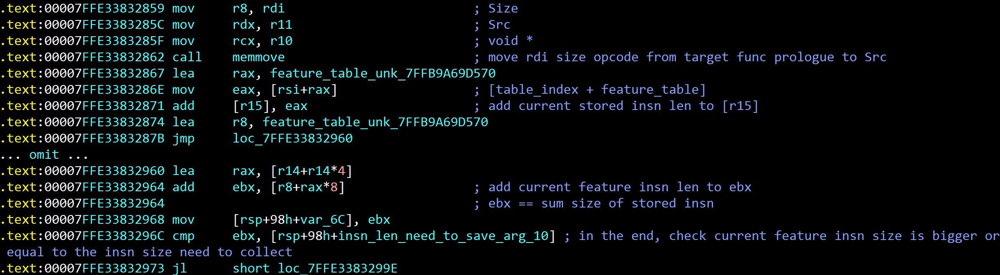 .text:00007FFE33832859 mov r8, rdi ; Size
.text:00007FFE3383285C mov rdx, r11 ; Src
.text:00007FFE3383285F mov rcx, r10 ; void *
.text:00007FFE33832862 call memmove ; move rdi size opcode from target func prologue to Src
.text:00007FFE33832867 lea rax, feature_table_unk_7FFB9A69D570
.text:00007FFE3383286E mov eax, [rsi+rax] ; [table_index + feature_table]
.text:00007FFE33832871 add [r15], eax ; add current stored insn len to [r15]
.text:00007FFE33832874 lea r8, feature_table_unk_7FFB9A69D570
.text:00007FFE3383287B jmp loc_7FFE33832960
... omit ...
.text:00007FFE33832960 lea rax, [r14+r14*4]
.text:00007FFE33832964 add ebx, [r8+rax*8] ; add current feature insn len to ebx
.text:00007FFE33832964 ; ebx == sum size of stored insn
.text:00007FFE33832968 mov [rsp+98h+var_6C], ebx
.text:00007FFE3383296C cmp ebx, [rsp+98h+insn_len_need_to_save_arg_10] ; in the end, check current feature insn size is bigger or
equal to the insn size need to collect
.text:00007FFE33832973 jl short loc_7FFE3383299E